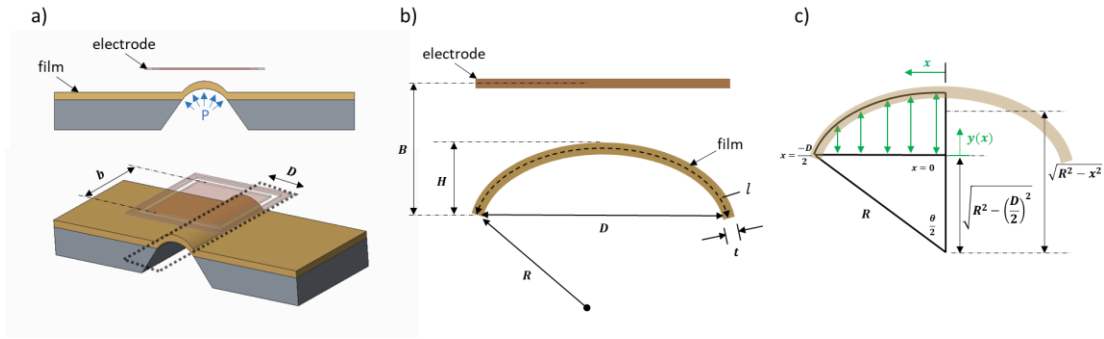 a)
electrode
film
P
b
D
b)
electrode
B
H
film
l
D
t
R
c)
x
y(x)
x = -D/2
x = 0
√R² − x²
R
θ/2
√R² − (D/2)²